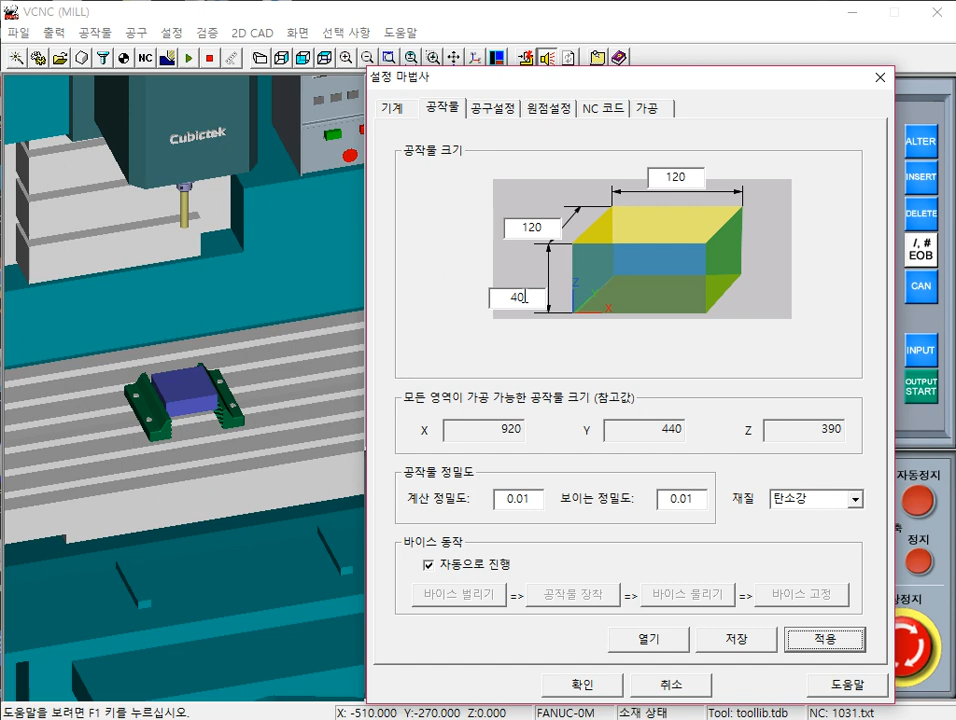 VCNC (MILL)
파일 출력 공작물 공구 설정 검증 2D CAD 화면 선택 사항 도움말
NC
설정 마법사
기계 공작물 공구설정 원점설정 NC 코드 가공
Cubictek
공작물 크기
120
120
40
Z
Y
X
모든 영역이 가공 가능한 공작물 크기 (참고값)
X 920 Y 440 Z 390
공작물 정밀도
계산 정밀도: 0.01 보이는 정밀도: 0.01 재질 탄소강
바이스 동작
자동으로 진행
바이스 벌리기 => 공작물 장착 => 바이스 물리기 => 바이스 고정
열기 저장 적용
확인 취소 도움말
ALTER
INSERT
DELETE
/, #
EOB
CAN
INPUT
OUTPUT
START
자동정지
축
정지
상정지
도움말을 보려면 F1 키를 누르십시오. X: -510.000 Y:-270.000 Z:0.000 FANUC-0M 소재 상태 Tool: toollib.tdb NC: 1031.txt